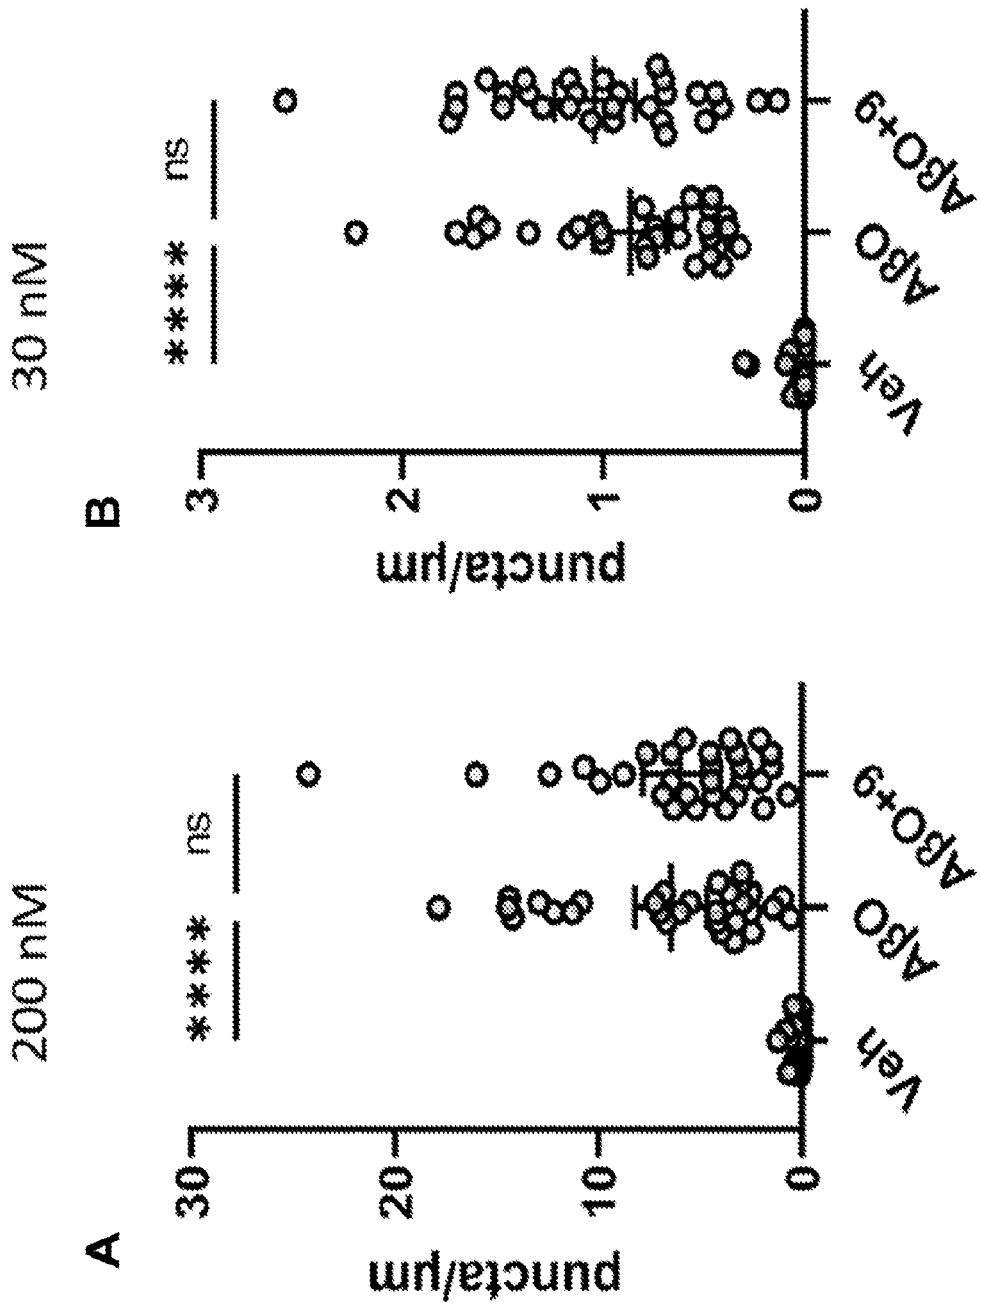 A
200 nM
puncta/µm
30
20
10
0
****
ns
Veh
AβO
AβO+9
B
30 nM
puncta/µm
3
2
1
0
****
ns
Veh
AβO
AβO+9